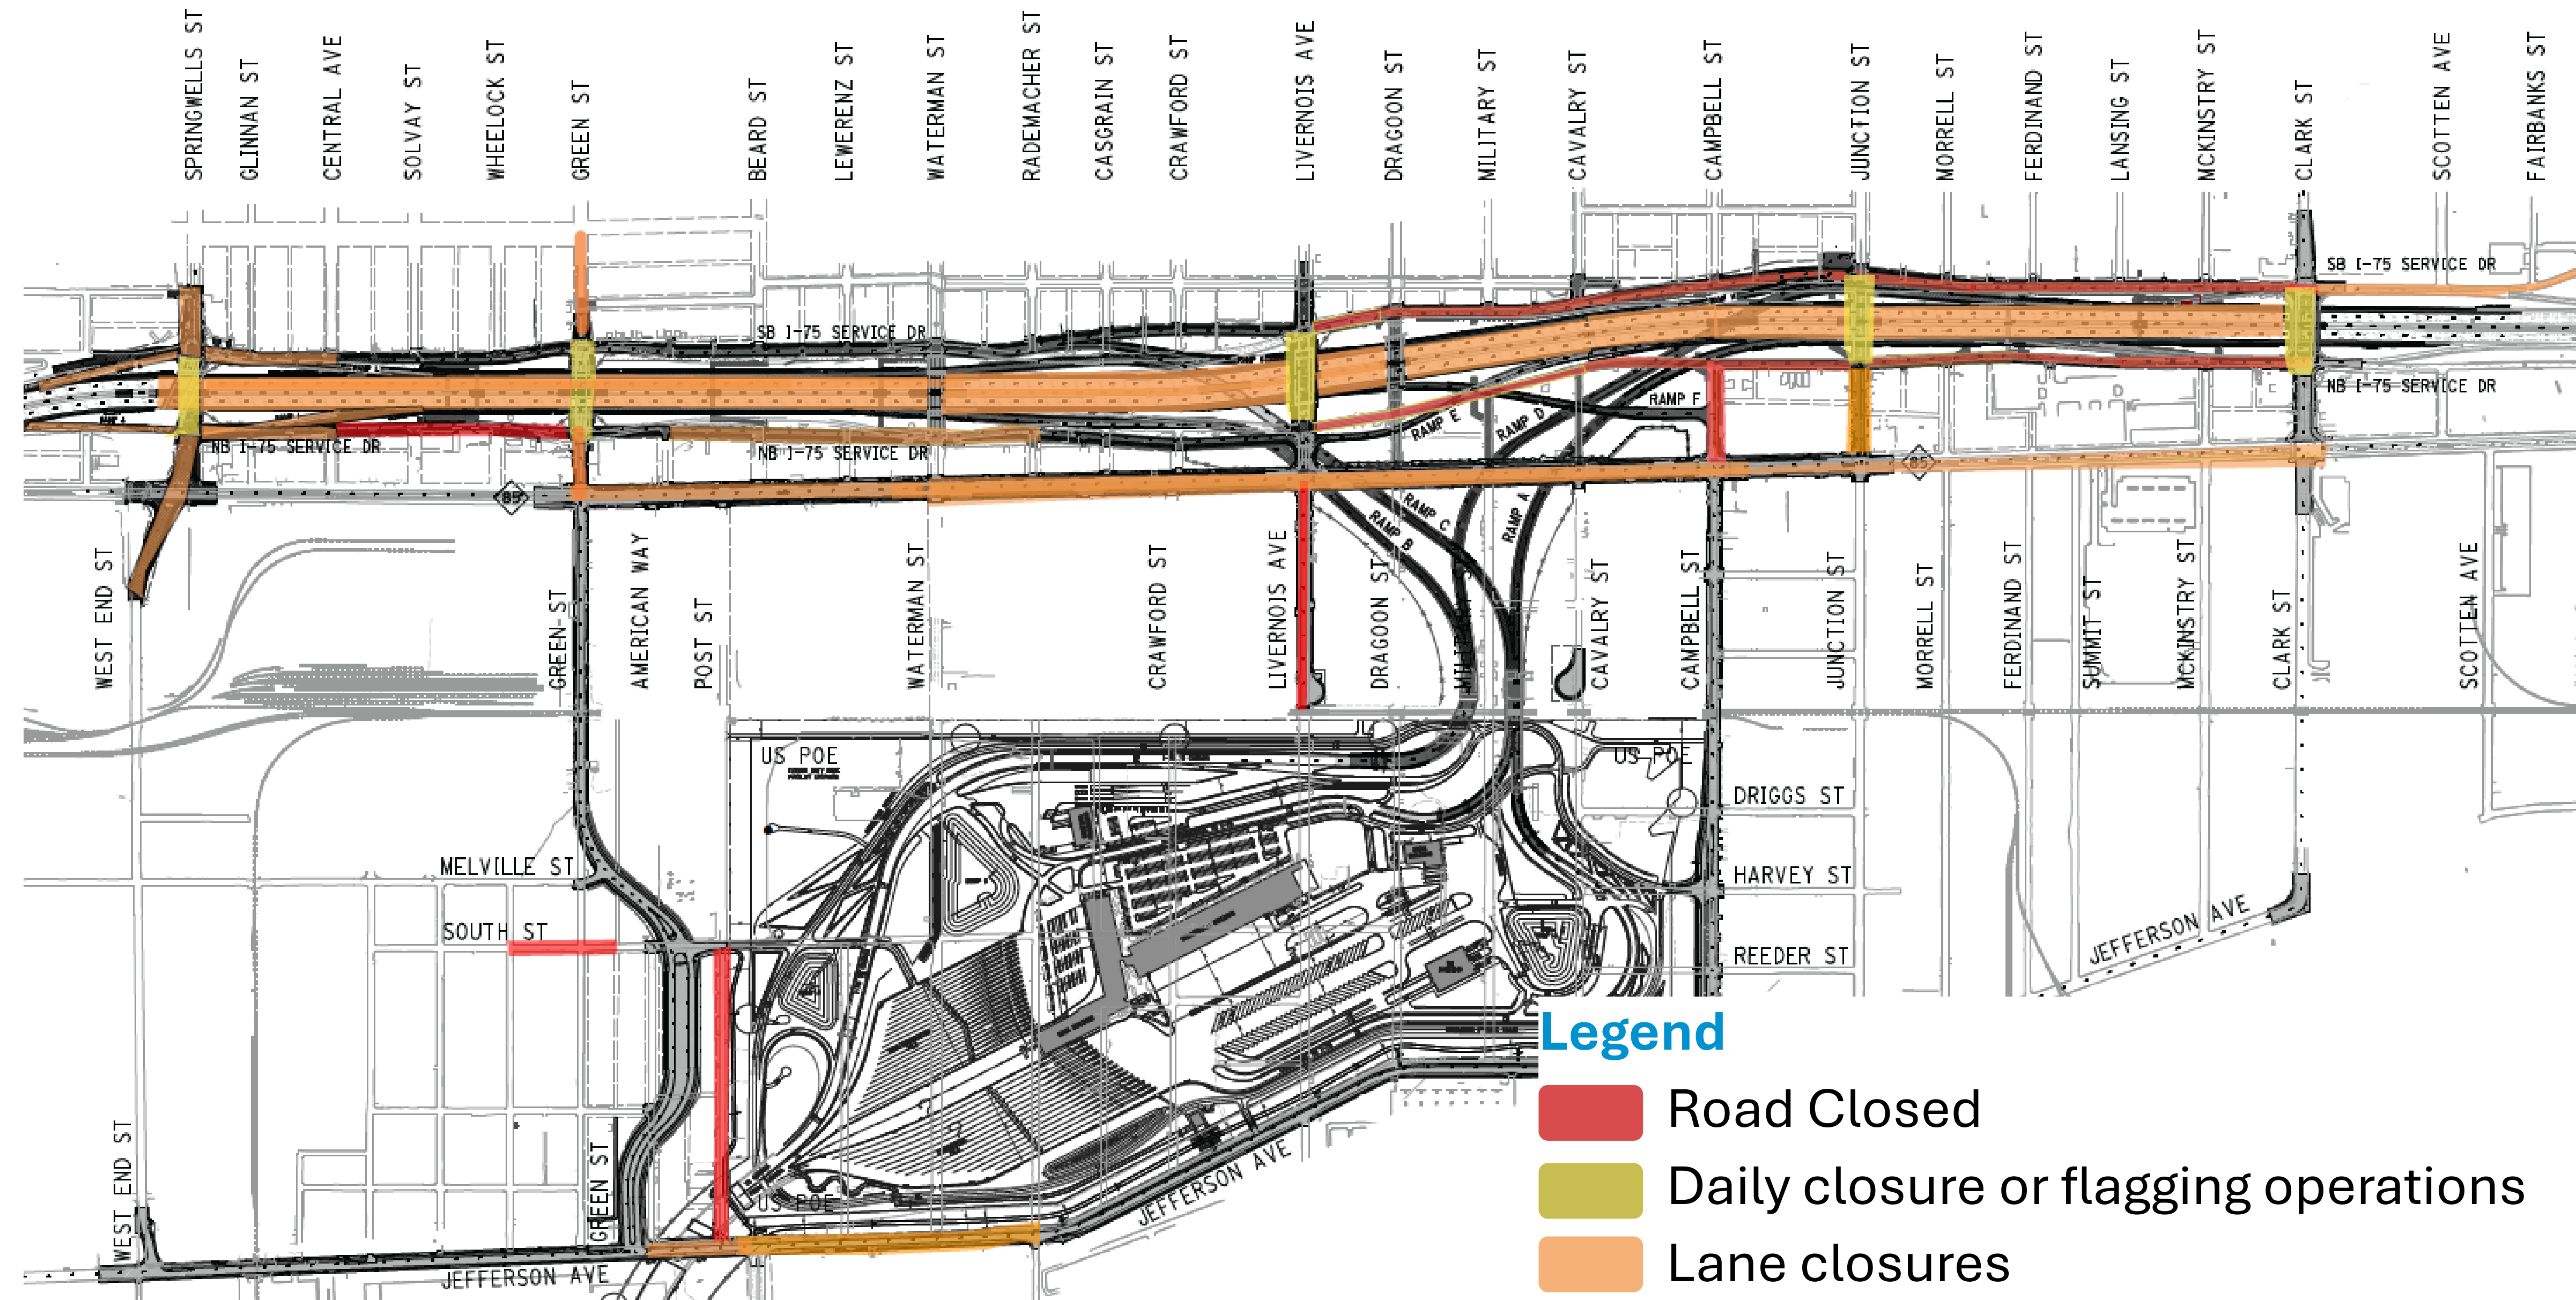 SPRINGWELLS ST
GLINNAN ST
CENTRAL AVE
SOLVAY ST
WHEELOCK ST
GREEN ST
BEARD ST
LEWERENZ ST
WATERMAN ST
RADEMACHER ST
CASGRAIN ST
CRAWFORD ST
LIVERNOIS AVE
DRAGOON ST
MILITARY ST
CAVALRY ST
CAMPBELL ST
JUNCTION ST
MORRELL ST
FERDINAND ST
LANSING ST
MCKINSTRY ST
CLARK ST
SCOTTEN AVE
FAIRBANKS ST
SB I-75 SERVICE DR
SB I-75 SERVICE DR
NB I-75 SERVICE DR
RAMP F
RAMP E
RAMP D
NB I-75 SERVICE DR
NB I-75 SERVICE DR
85
85
RAMP C
RAMP B
RAMP A
WEST END ST
GREEN ST
AMERICAN WAY
POST ST
WATERMAN ST
CRAWFORD ST
LIVERNOIS AVE
DRAGOON ST
MILITARY ST
CAVALRY ST
CAMPBELL ST
JUNCTION ST
MORRELL ST
FERDINAND ST
SUMMIT ST
MCKINSTRY ST
CLARK ST
SCOTTEN AVE
US POE
US POE
DRIGGS ST
MELVILLE ST
HARVEY ST
SOUTH ST
REEDER ST
JEFFERSON AVE
WEST END ST
GREEN ST
US POE
JEFFERSON AVE
JEFFERSON AVE
Legend
Road Closed
Daily closure or flagging operations
Lane closures